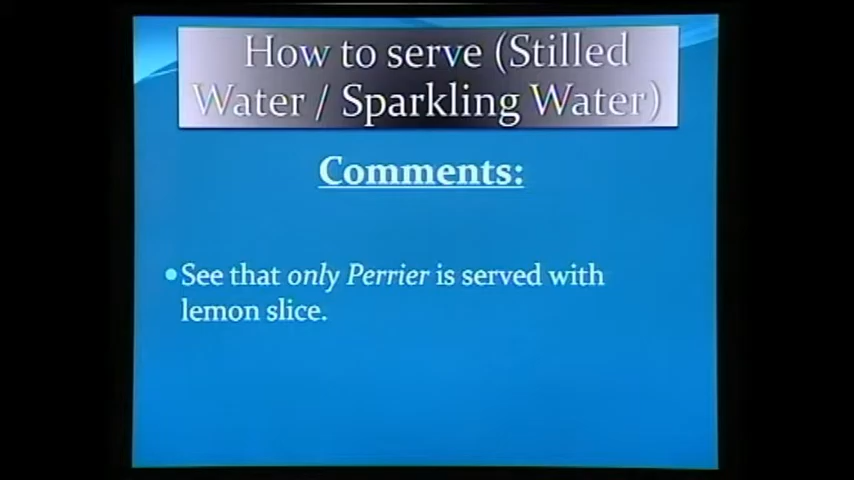 How to serve (Stilled
Water / Sparkling Water)
Comments:
•See that only Perrier is served with
lemon slice.